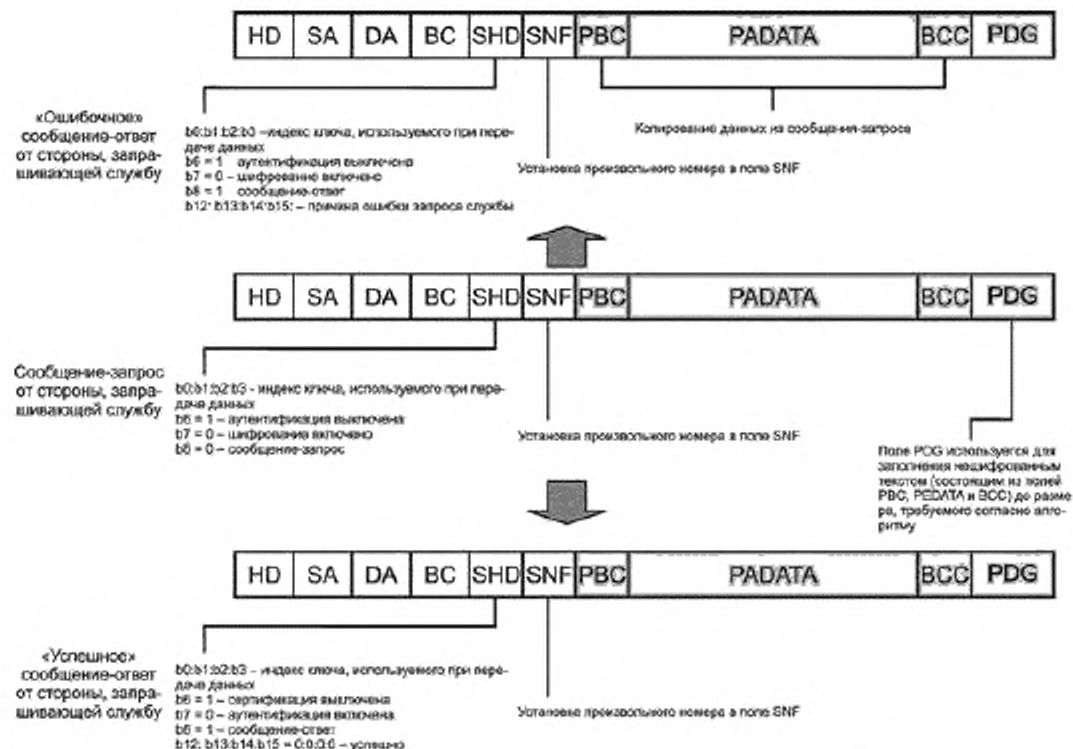 HD SA DA BC SHD SNF PBC PADATA BCC PDG
«Ошибочное»
сообщение-ответ
от стороны, запра-
шивающей службу
b0:b1:b2:b3 –индекс ключа, используемого при пере-
даче данных
b6 = 1 аутентификация выключена
b7 = 0 – шифрование включено
b8 = 1 сообщение-ответ
b12: b13:b14:b15: – причина ошибки запроса службы
Копирование данных из сообщения-запроса
Установка произвольного номера в поле SNF
HD SA DA BC SHD SNF PBC PADATA BCC PDG
Сообщение-запрос
от стороны, запра-
шивающей службу
b0:b1:b2:b3 - индекс ключа, используемого при пере-
даче данных
b6 = 1 – аутентификация выключена
b7 = 0 – шифрование включено
b8 = 0 – сообщение-запрос
Установка произвольного номера в поле SNF
Поле PDG используется для
заполнения нешифрованным
текстом (состоящим из полей
PBC, PEDATA и BCC) до разме
ра, требуемого согласно алго-
ритму
HD SA DA BC SHD SNF PBC PADATA BCC PDG
«Успешное»
сообщение-ответ
от стороны, запра-
шивающей службу
b0:b1:b2:b3 – индекс ключа, используемого при пере-
даче данных
b6 = 1 – сертификация выключена
b7 = 0 – аутентификация включена
b8 = 1 – сообщение-ответ
b12: b13:b14.b15 = 0:0:0:0 – успешно
Установка произвольного номера в поле SNF